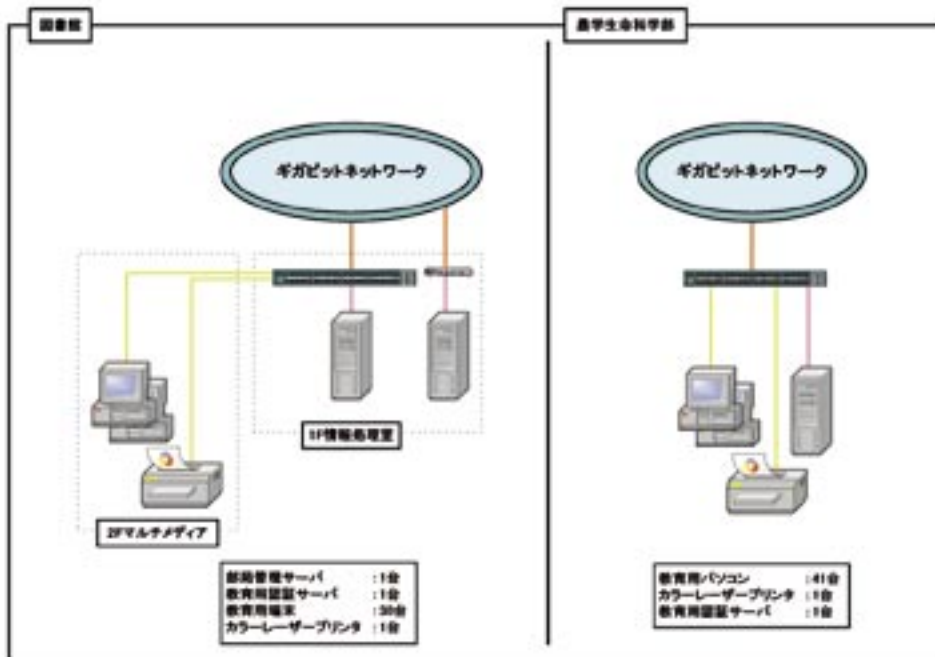 図書館
ギガビットネットワーク
1F情報処理室
2Fマルチメディア
部局管理サーバ :1台
教育用認証サーバ :1台
教育用端末 :30台
カラーレーザープリンタ :1台
農学生命科学部
ギガビットネットワーク
教育用パソコン :41台
カラーレーザープリンタ :1台
教育用認証サーバ :1台